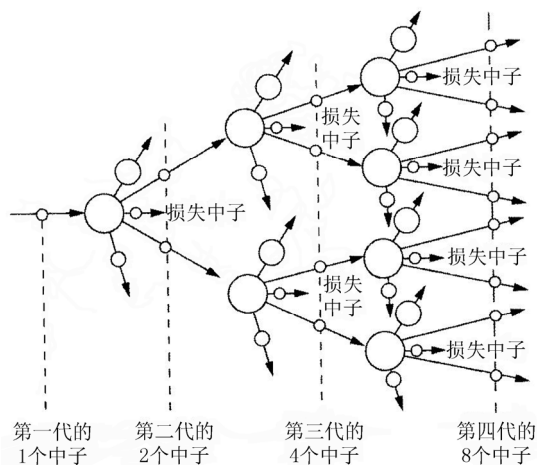 损失中子
损失
中子
损失中子
损失中子
损失中子
损失
中子
损失中子
第一代的
1个中子
第二代的
2个中子
第三代的
4个中子
第四代的
8个中子